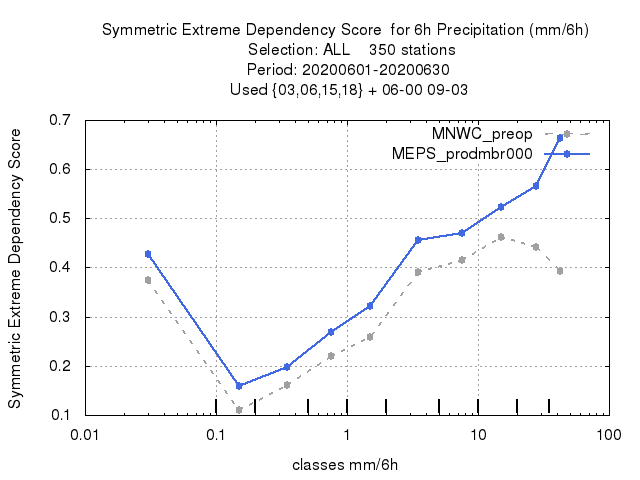 Symmetric Extreme Dependency Score  for 6h Precipitation (mm/6h)
Selection: ALL    350 stations
Period: 20200601-20200630
Used {03,06,15,18} + 06-00 09-03
Symmetric Extreme Dependency Score
0.7
0.6
0.5
0.4
0.3
0.2
0.1
MNWC_preop
MEPS_prodmbr000
0.01
0.1
1
10
100
classes mm/6h